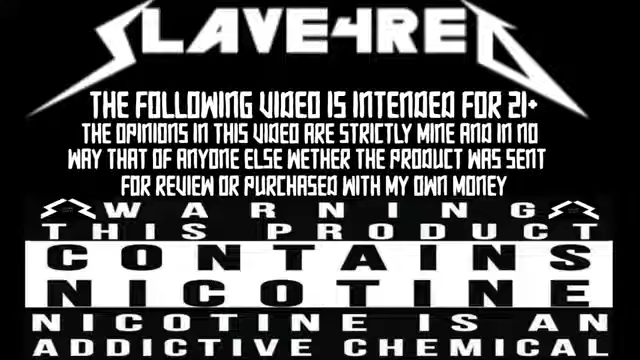 SLAVE4RED
THE FOLLOWING VIDEO IS INTENDED FOR 21+
THE OPINIONS IN THIS VIDEO ARE STRICTLY MINE AND IN NO
WAY THAT OF ANYONE ELSE WETHER THE PRODUCT WAS SENT
FOR REVIEW OR PURCHASED WITH MY OWN MONEY
WARNING
THIS PRODUCT
CONTAINS
NICOTINE
NICOTINE IS AN
ADDICTIVE CHEMICAL